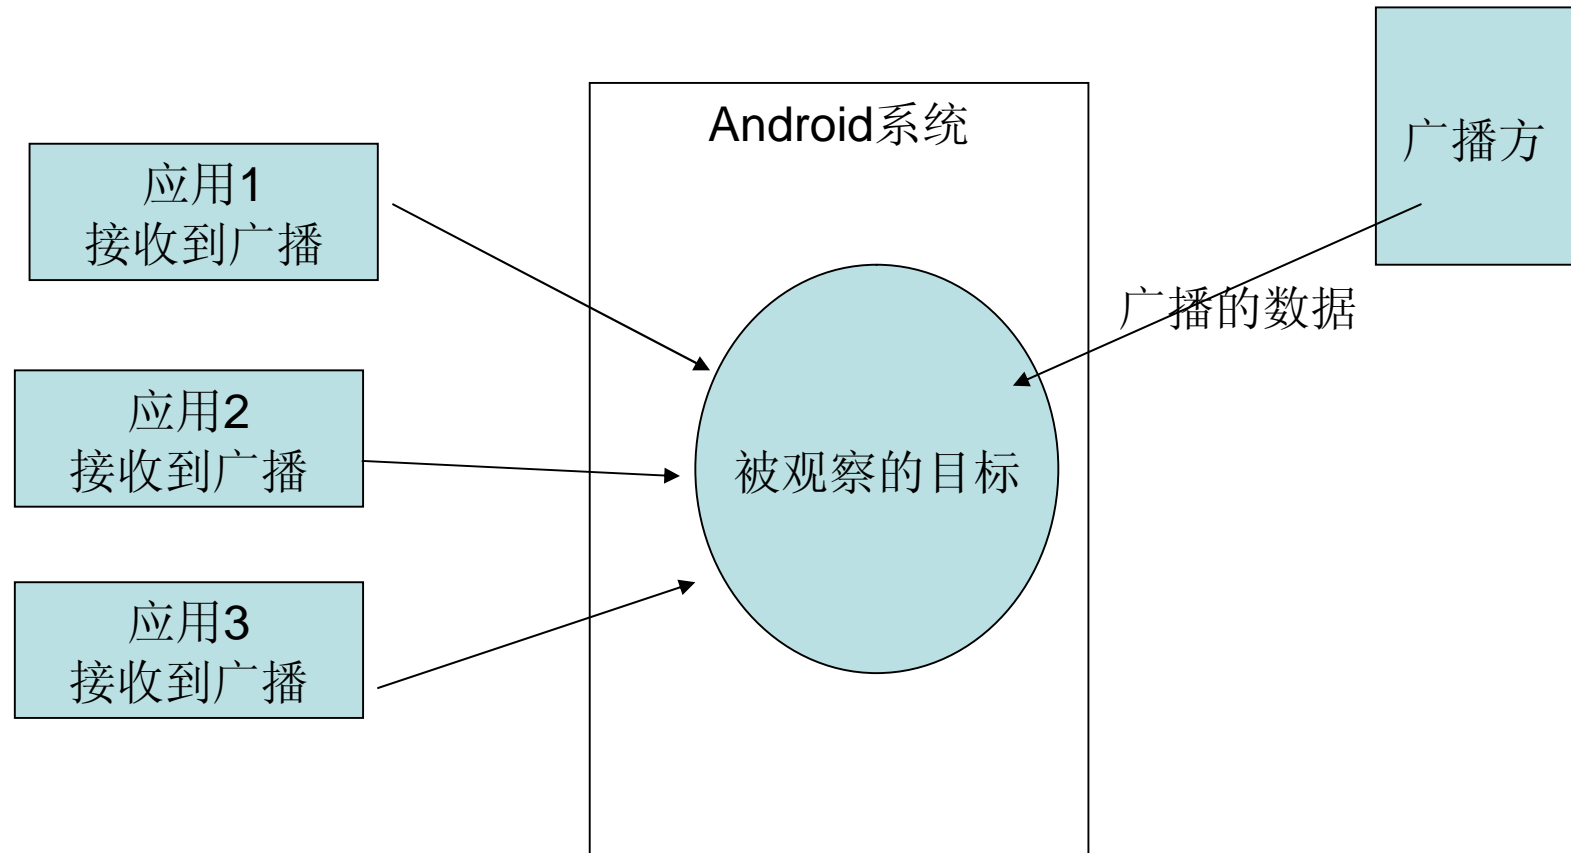 Android系统
广播方
应用1
接收到广播
广播的数据
应用2
接收到广播
被观察的目标
应用3
接收到广播